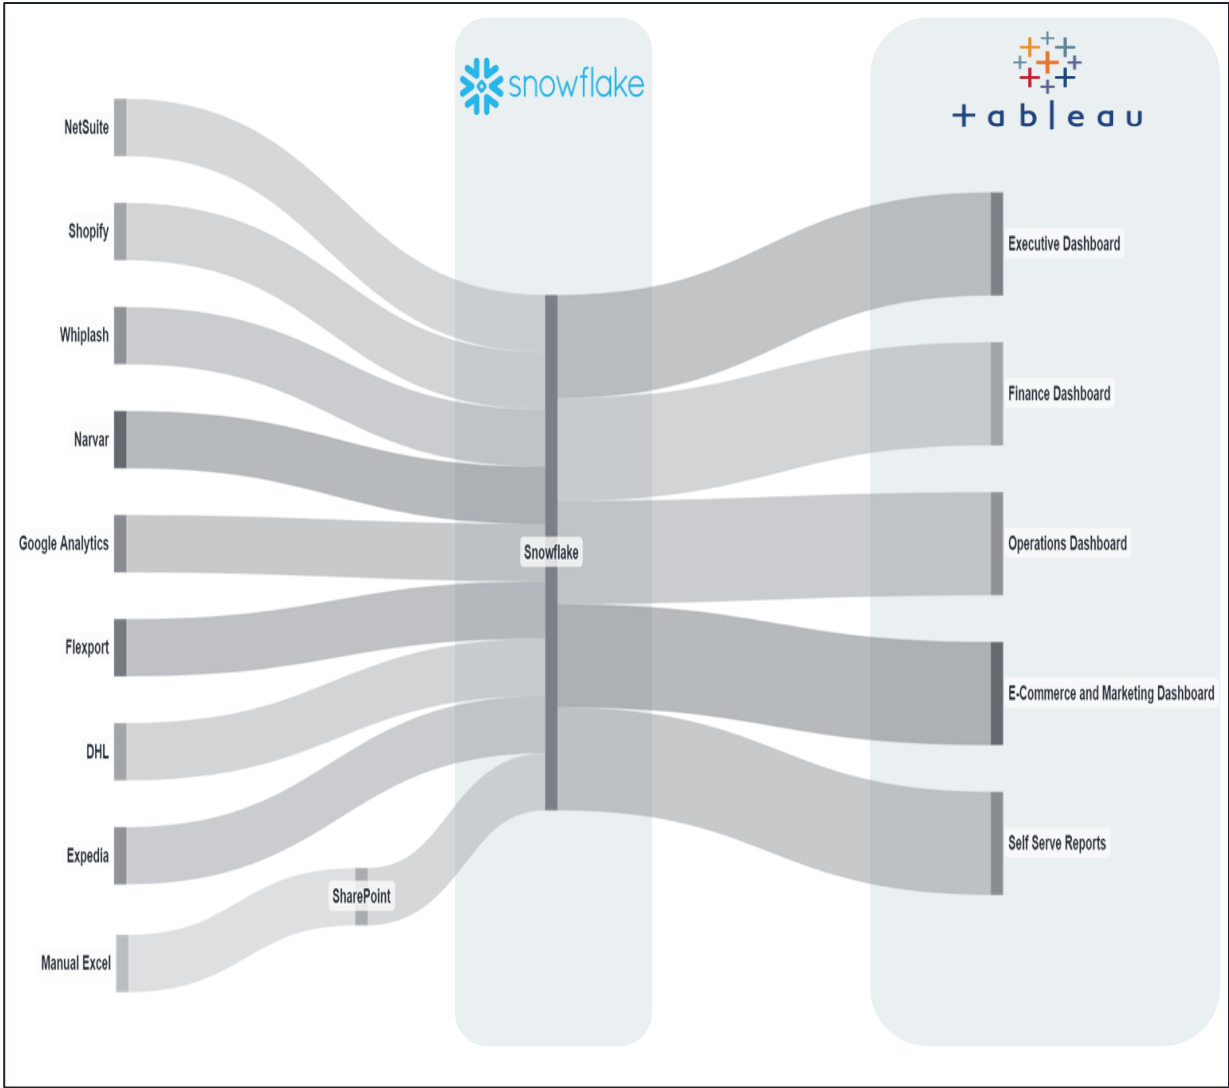 snowflake
+ableau
NetSuite
Shopify
Whiplash
Narvar
Google Analytics
Flexport
DHL
Expedia
Manual Excel
SharePoint
Snowflake
Executive Dashboard
Finance Dashboard
Operations Dashboard
E-Commerce and Marketing Dashboard
Self Serve Reports